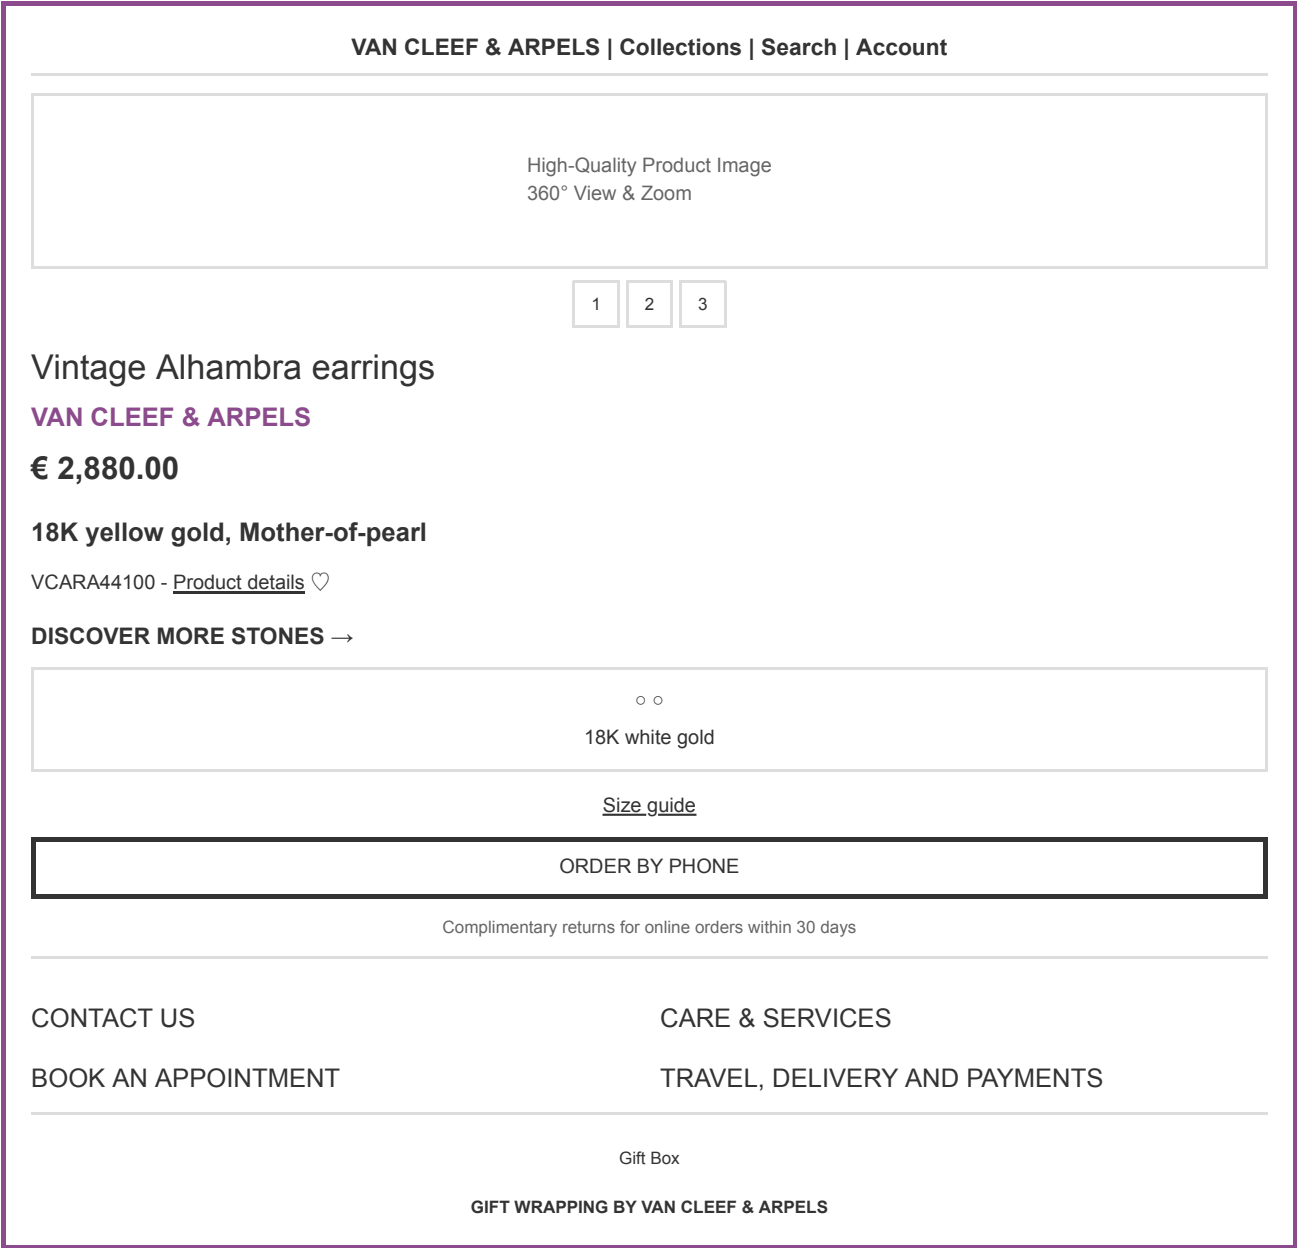 VAN CLEEF & ARPELS | Collections | Search | Account
High-Quality Product Image
360° View & Zoom
1 2 3
Vintage Alhambra earrings
VAN CLEEF & ARPELS
€ 2,880.00
18K yellow gold, Mother-of-pearl
VCARA44100 - Product details ♡
DISCOVER MORE STONES →
○ ○
18K white gold
Size guide
ORDER BY PHONE
Complimentary returns for online orders within 30 days
CONTACT US
CARE & SERVICES
BOOK AN APPOINTMENT
TRAVEL, DELIVERY AND PAYMENTS
Gift Box
GIFT WRAPPING BY VAN CLEEF & ARPELS